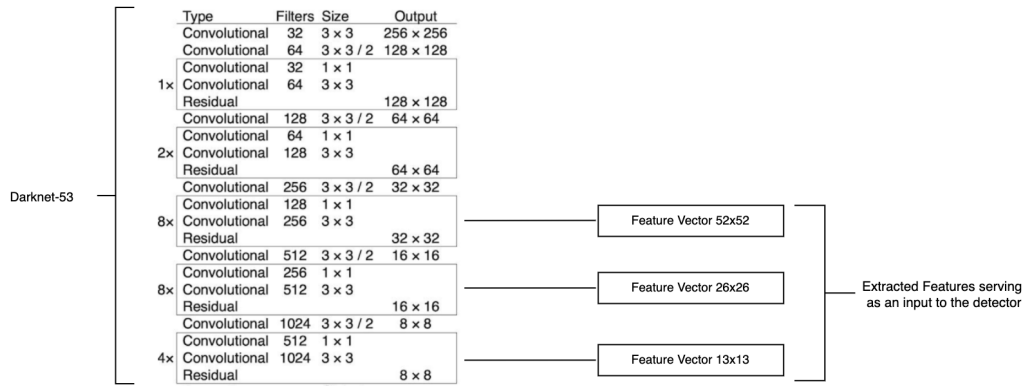 Type Filters Size Output
Convolutional 32 3 × 3 256 × 256
Convolutional 64 3 × 3 / 2 128 × 128
Convolutional 32 1 × 1
1× Convolutional 64 3 × 3
Residual 128 × 128
Convolutional 128 3 × 3 / 2 64 × 64
Convolutional 64 1 × 1
2× Convolutional 128 3 × 3
Residual 64 × 64
Convolutional 256 3 × 3 / 2 32 × 32
Darknet-53
Convolutional 128 1 × 1
8× Convolutional 256 3 × 3
Residual 32 × 32
Convolutional 512 3 × 3 / 2 16 × 16
Convolutional 256 1 × 1
8× Convolutional 512 3 × 3
Residual 16 × 16
Convolutional 1024 3 × 3 / 2 8 × 8
Convolutional 512 1 × 1
4× Convolutional 1024 3 × 3
Residual 8 × 8
Feature Vector 52x52
Feature Vector 26x26
Feature Vector 13x13
Extracted Features serving
as an input to the detector